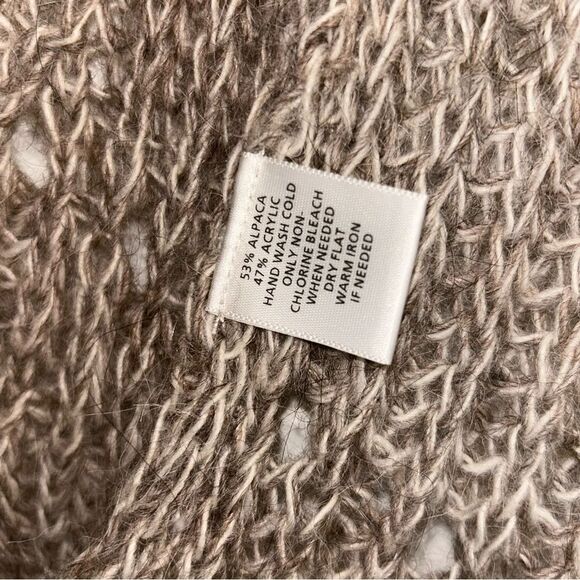 53% ALPACA
47% ACRYLIC
HAND WASH COLD
ONLY NON-
CHLORINE BLEACH
WHEN NEEDED
DRY FLAT
WARM IRON
IF NEEDED